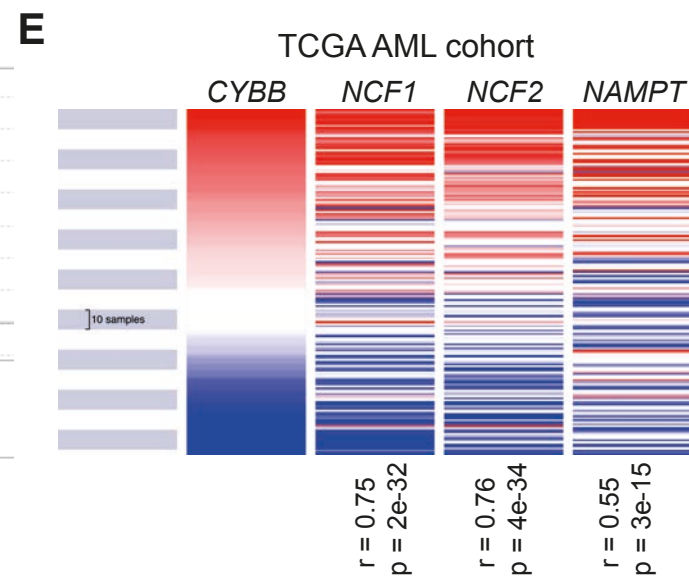 E
TCGA AML cohort
CYBB NCF1 NCF2 NAMPT
10 samples
r = 0.75
p = 2e-32
r = 0.76
p = 4e-34
r = 0.55
p = 3e-15